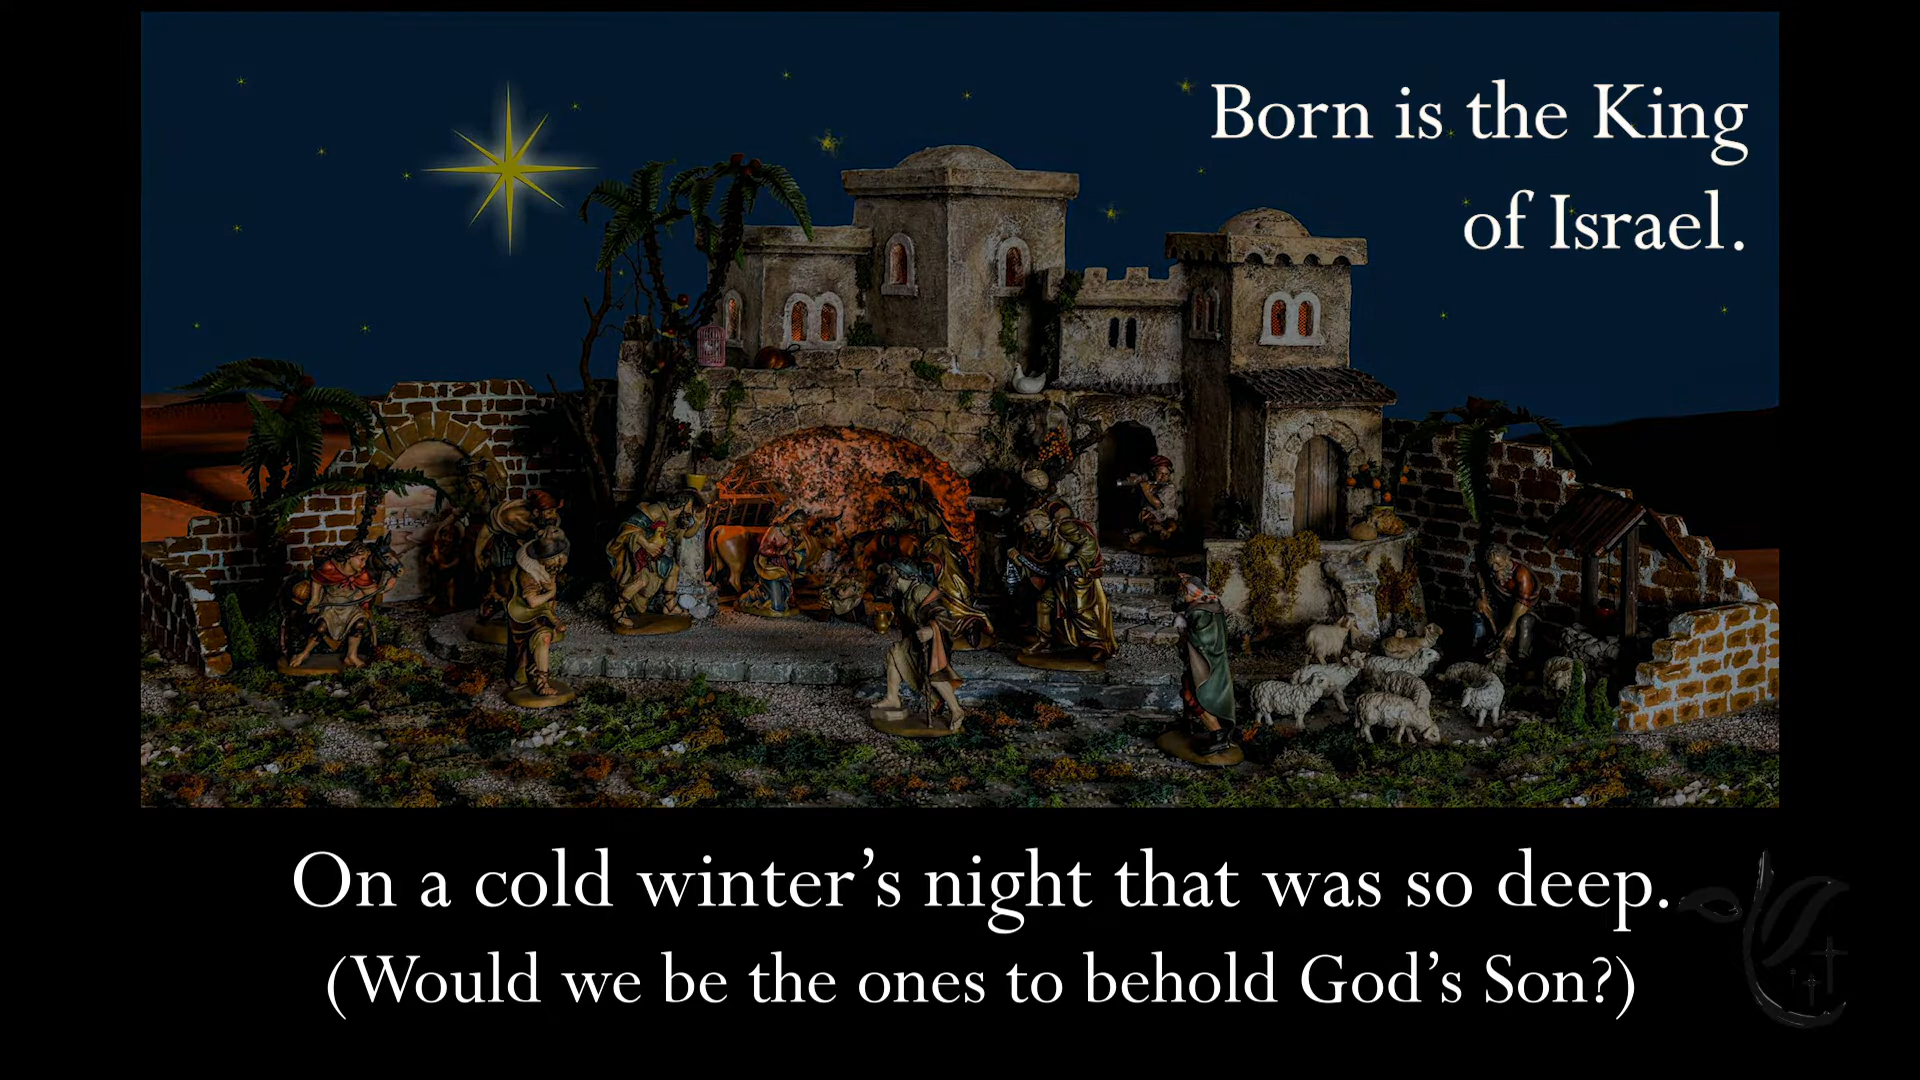 Born is the King
of Israel.
On a cold winter’s night that was so deep.
(Would we be the ones to behold God’s Son?)